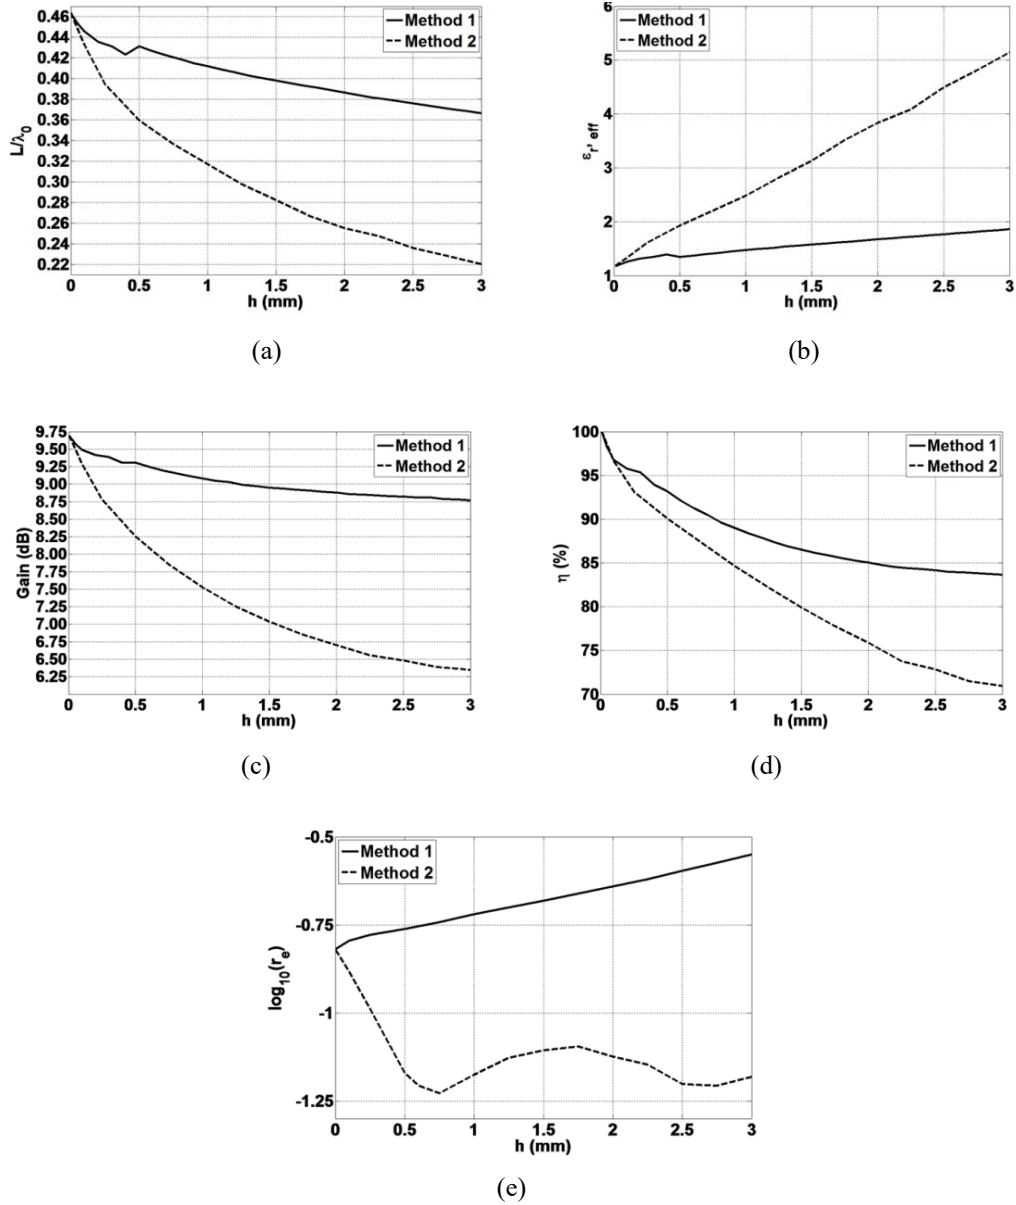 0.46
0.44
0.42
0.40
0.38
0.36
0.34
0.32
0.30
0.28
0.26
0.24
0.22
L/λ0
Method 1
Method 2
0 0.5 1 1.5 2 2.5 3
h (mm)
(a)
6
5
4
3
2
1
εr, eff
Method 1
Method 2
0 0.5 1 1.5 2 2.5 3
h (mm)
(b)
9.75
9.50
9.25
9.00
8.75
8.50
8.25
8.00
7.75
7.50
7.25
7.00
6.75
6.50
6.25
Gain (dB)
Method 1
Method 2
0 0.5 1 1.5 2 2.5 3
h (mm)
(c)
100
95
90
85
80
75
70
η (%)
Method 1
Method 2
0 0.5 1 1.5 2 2.5 3
h (mm)
(d)
-0.5
-0.75
-1
-1.25
log10(re)
Method 1
Method 2
0 0.5 1 1.5 2 2.5 3
h (mm)
(e)